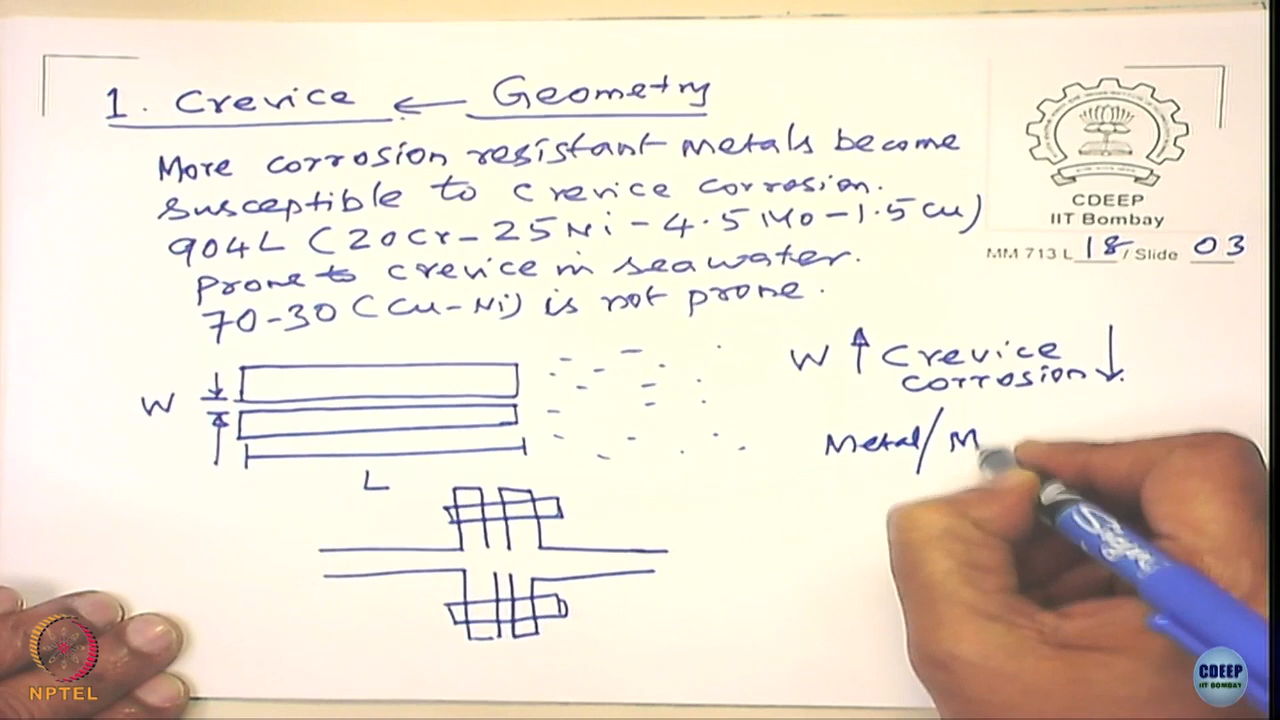 1. Crevice ← Geometry
More corrosion resistant metals become
susceptible to crevice corrosion.
904L (20Cr-25Ni-4.5Mo-1.5Cu)
Prone to crevice in seawater.
70-30 (Cu-Ni) is not prone.
CDEEP
IIT Bombay
MM 713 L 18 / Slide 03
W
L
W ↑ Crevice
corrosion ↓
Metal/M
NPTEL
CDEEP
IIT BOMBAY